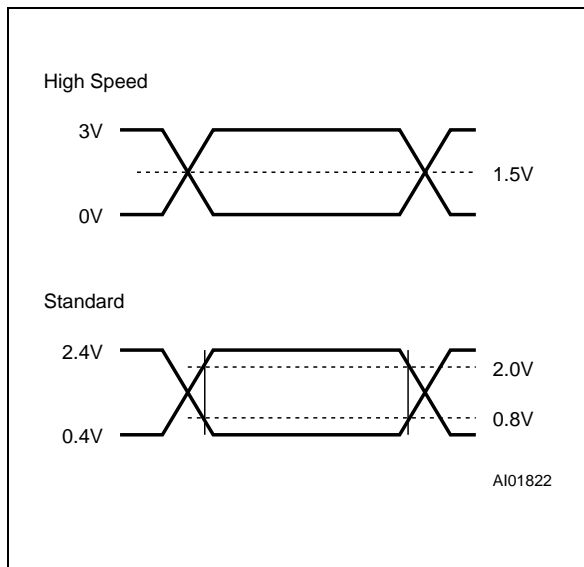 High Speed
3V
1.5V
0V
Standard
2.4V
2.0V
0.8V
0.4V
AI01822